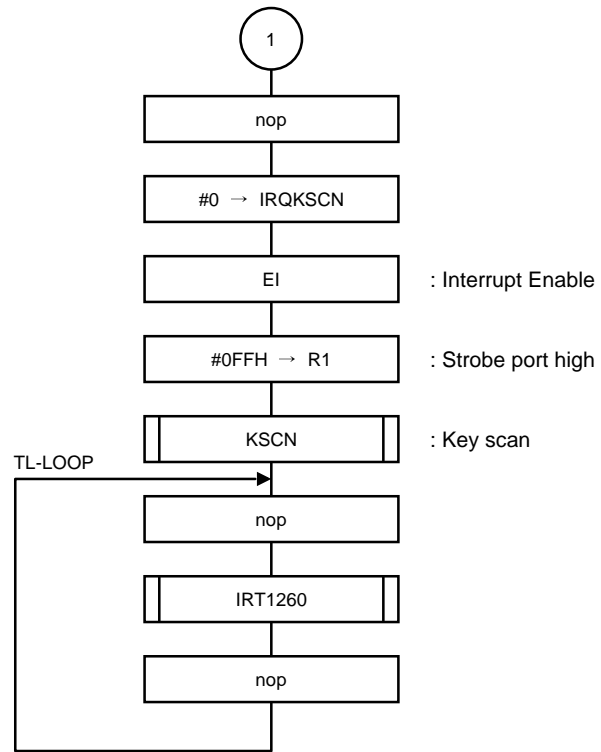 1
nop
#0 → IRQKSCN
EI : Interrupt Enable
#0FFH → R1 : Strobe port high
KSCN : Key scan
TL-LOOP
nop
IRT1260
nop